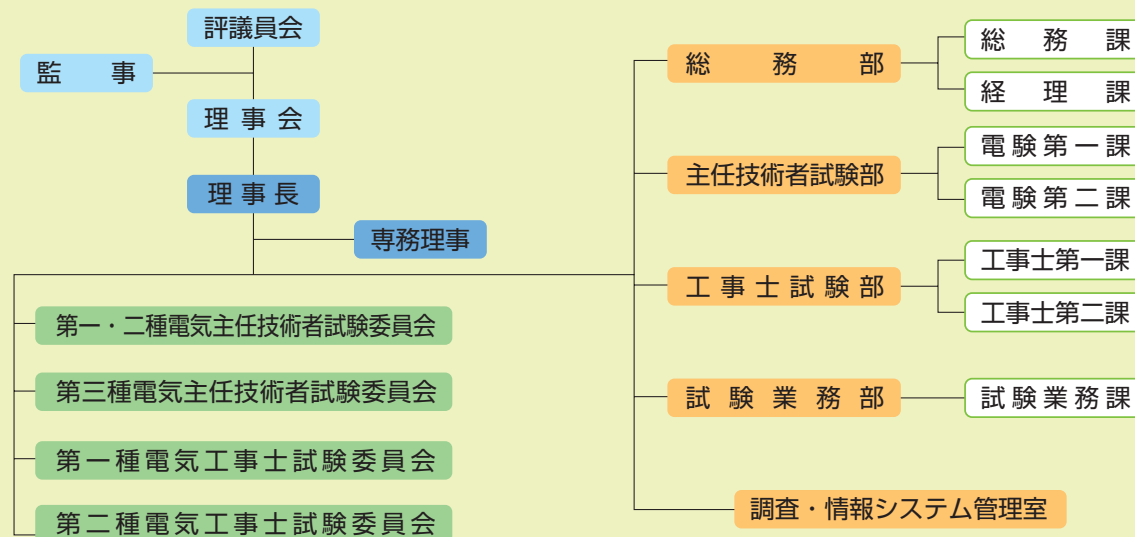 評議員会
監事
理事会
理事長
専務理事
第一・二種電気主任技術者試験委員会
第三種電気主任技術者試験委員会
第一種電気工事士試験委員会
第二種電気工事士試験委員会
総務部
総務課
経理課
主任技術者試験部
電験第一課
電験第二課
工事士試験部
工事士第一課
工事士第二課
試験業務部
試験業務課
調査・情報システム管理室